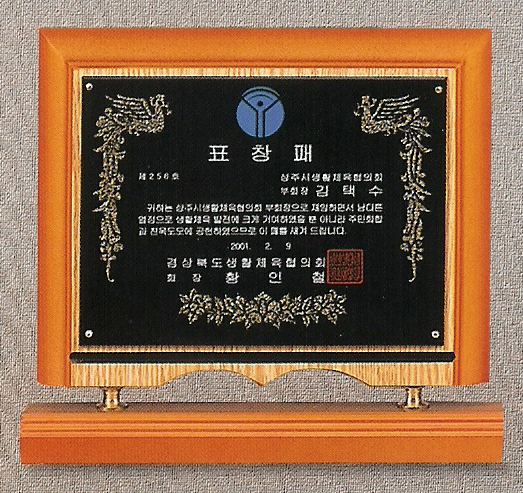 표창패
제256호
상주시생활체육협의회
부회장 김택수
귀하는 상주시생활체육협의회 부회장으로 재임하면서 남다른
열정으로 생활체육 발전에 크게 기여하였을 뿐 아니라 주민화합
과 친목도모에 공헌하였으므로 이 패를 새겨 드립니다.
2001. 2. 9
경상북도생활체육협의회
회장 황인철